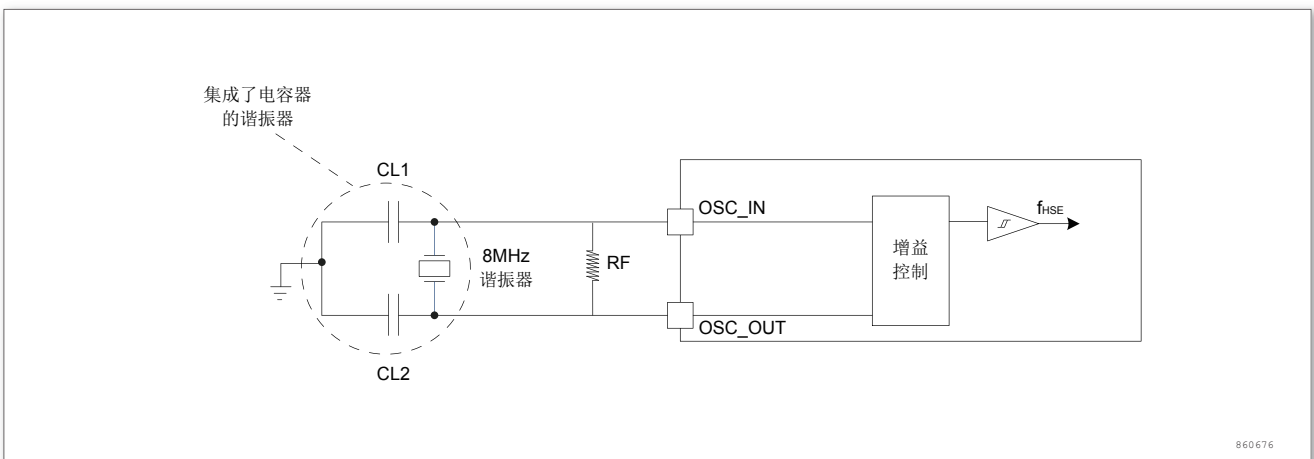 集成了电容器
的谐振器
CL1
OSC_IN
fHSE
8MHz
谐振器
RF
增益
控制
OSC_OUT
CL2
860676